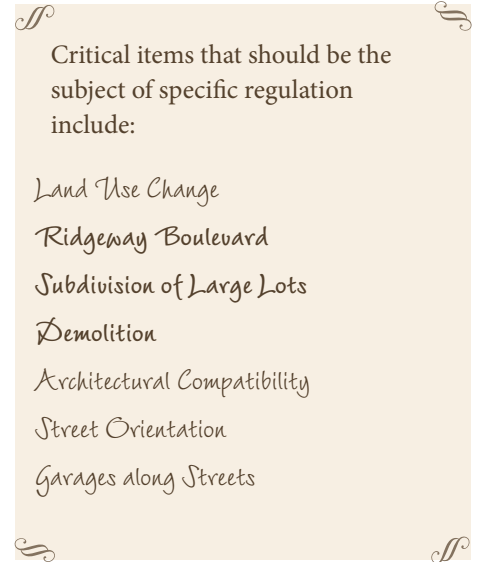 Critical items that should be the
subject of specific regulation
include:
Land Use Change
Ridgeway Boulevard
Subdivision of Large Lots
Demolition
Architectural Compatibility
Street Orientation
Garages along Streets